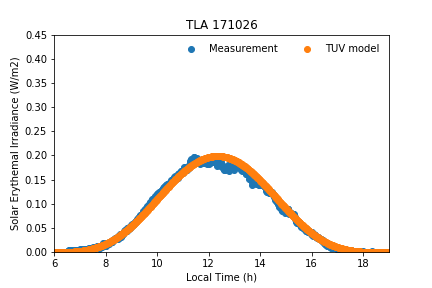 TLA 171026
Measurement
TUV model
Solar Erythemal Irradiance (W/m2)
0.45
0.40
0.35
0.30
0.25
0.20
0.15
0.10
0.05
0.00
6 8 10 12 14 16 18
Local Time (h)